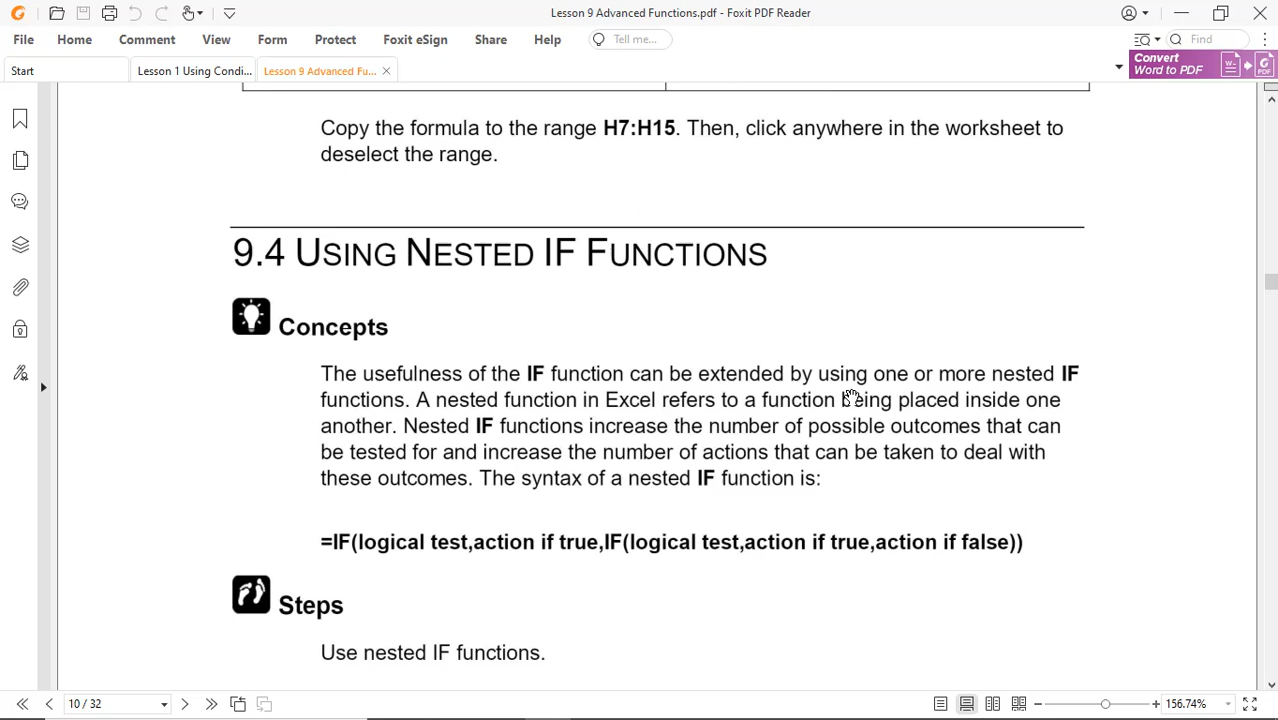 Lesson 9 Advanced Functions.pdf - Foxit PDF Reader
File Home Comment View Form Protect Foxit eSign Share Help Tell me... Find
Start Lesson 1 Using Condi... Lesson 9 Advanced Fu... Convert
Word to PDF
Copy the formula to the range H7:H15. Then, click anywhere in the worksheet to
deselect the range.
9.4 USING NESTED IF FUNCTIONS
Concepts
The usefulness of the IF function can be extended by using one or more nested IF
functions. A nested function in Excel refers to a function being placed inside one
another. Nested IF functions increase the number of possible outcomes that can
be tested for and increase the number of actions that can be taken to deal with
these outcomes. The syntax of a nested IF function is:
=IF(logical test,action if true,IF(logical test,action if true,action if false))
Steps
Use nested IF functions.
10 / 32 156.74%